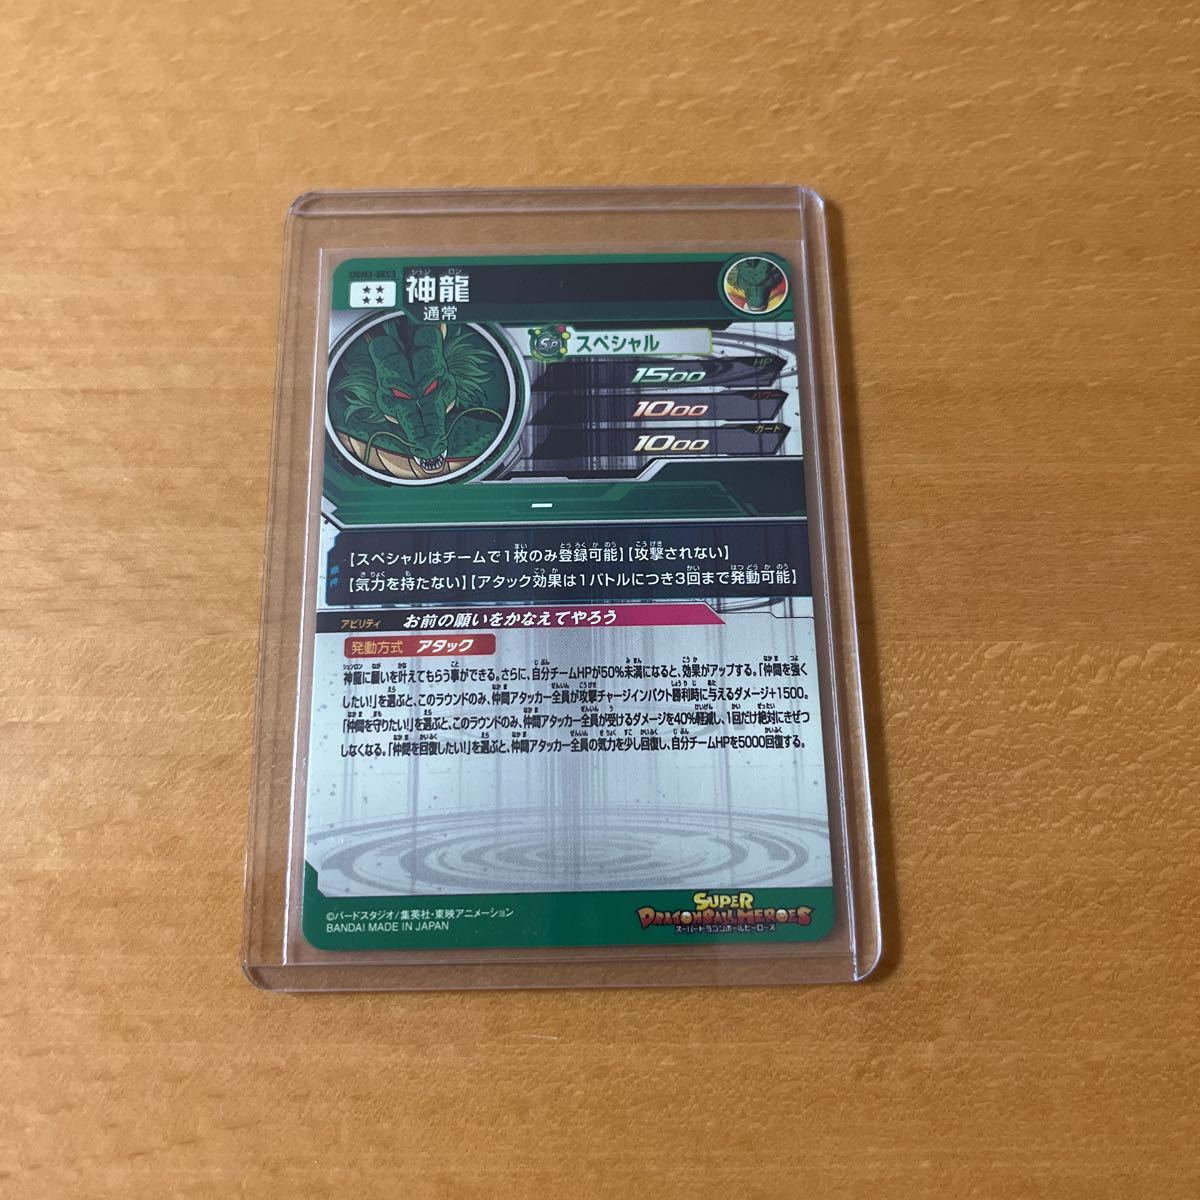 UGM3-SEC3
シェン ロン
神龍
通常
SP スペシャル
1500 HP
1000 パワー
1000 ガード
ー
【スペシャルはチームで1枚のみ登録可能】【攻撃されない】
【気力を持たない】【アタック効果は1バトルにつき3回まで発動可能】
アビリティ お前の願いをかなえてやろう
発動方式 アタック
神龍に願いを叶えてもらう事ができる。さらに、自分チームHPが50%未満になると、効果がアップする。「仲間を強く
したい!」を選ぶと、このラウンドのみ、仲間アタッカー全員が攻撃チャージインパクト勝利時に与えるダメージ+1500。
「仲間を守りたい!」を選ぶと、このラウンドのみ、仲間アタッカー全員が受けるダメージを40%軽減し、1回だけ絶対にきぜつ
しなくなる。「仲間を回復したい!」を選ぶと、仲間アタッカー全員の気力を少し回復し、自分チームHPを5000回復する。
©バードスタジオ/集英社・東映アニメーション
BANDAI MADE IN JAPAN
SUPER
DRAGONBALL HEROES
スーパードラゴンボールヒーローズ